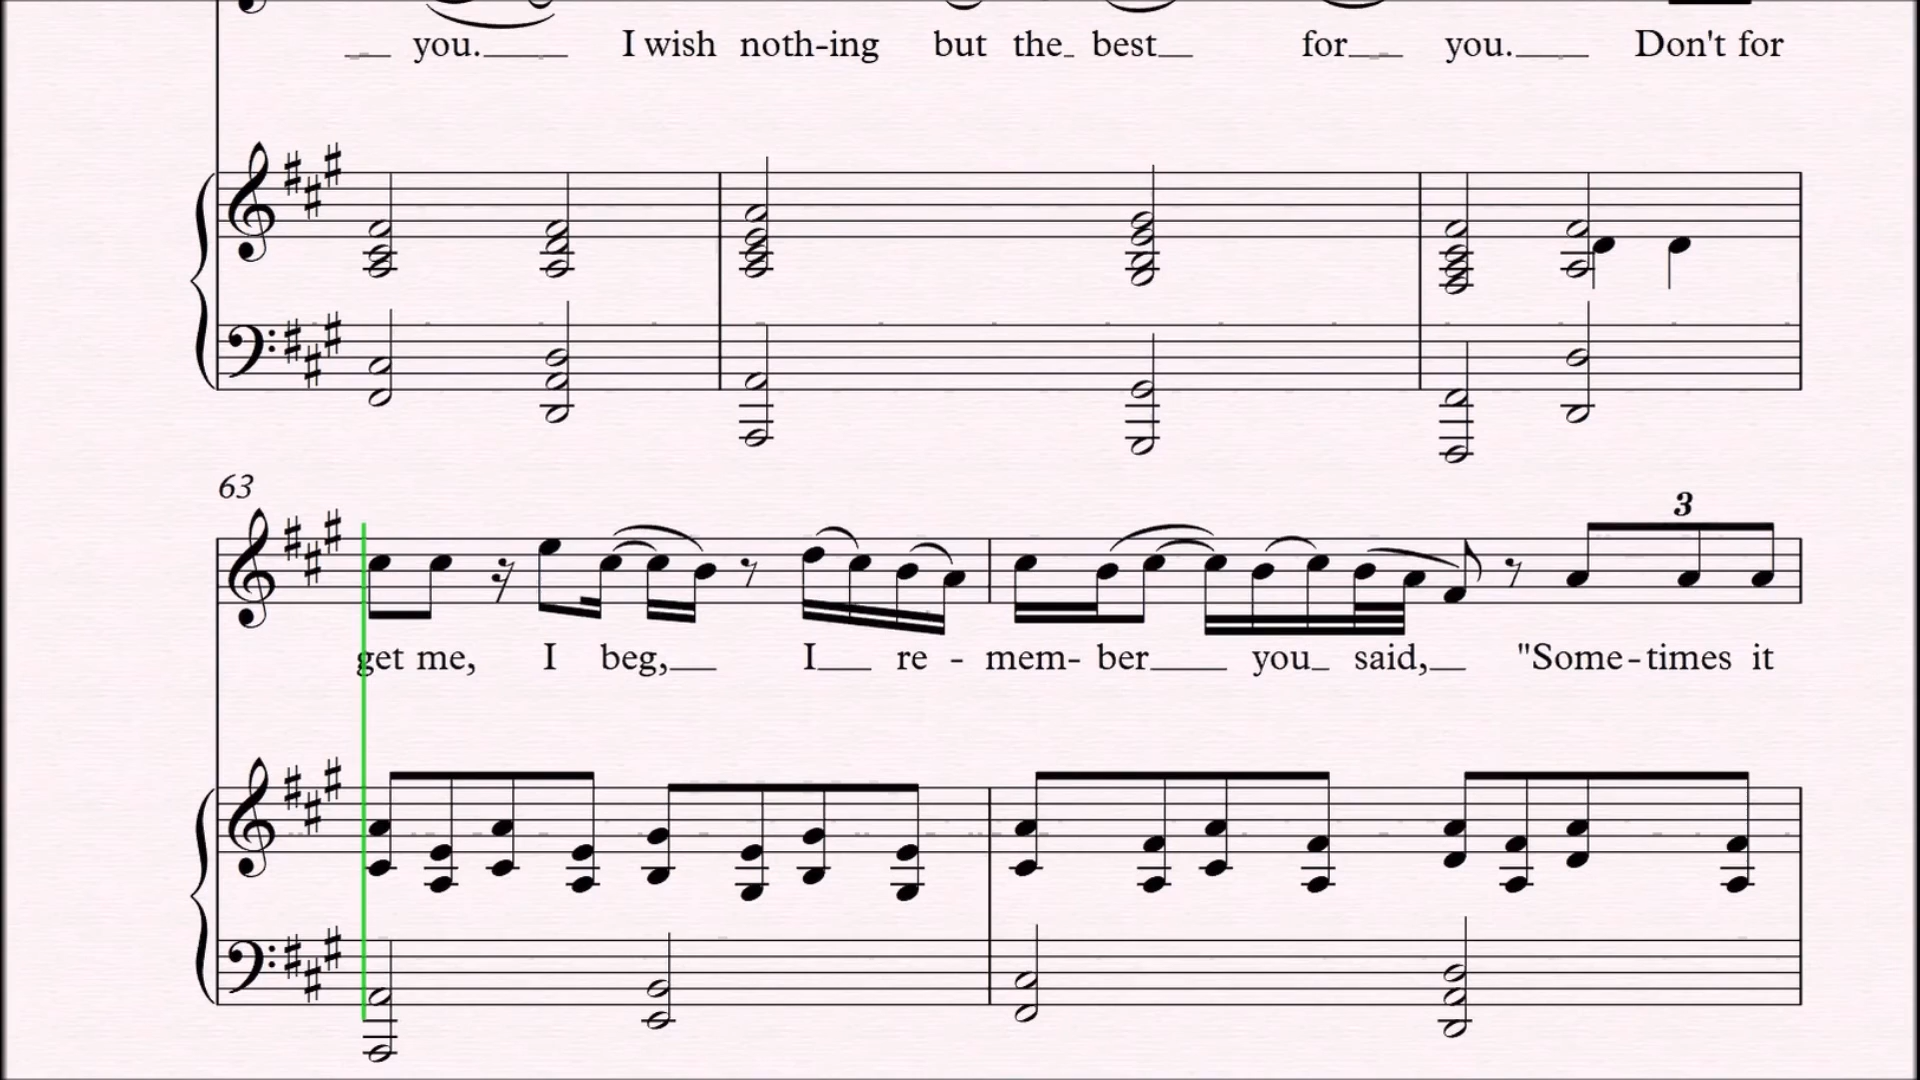 you. I wish noth-ing but the best for you. Don't for
63
3
get me, I beg, I re - mem- ber you said, "Some-times it